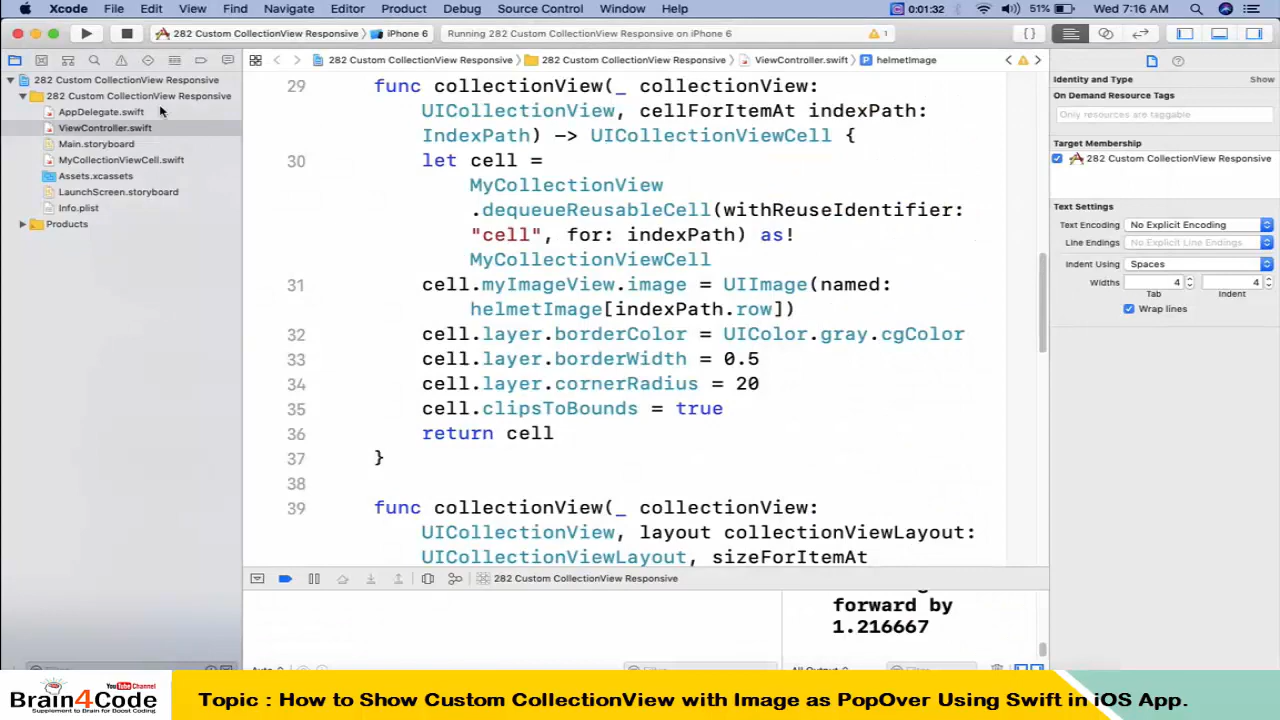 Xcode File Edit View Find Navigate Editor Product Debug Source Control Window Help 00:01:32 51% Wed 7:16 AM
282 Custom CollectionView Responsive iPhone 6 Running 282 Custom CollectionView Responsive on iPhone 6 1
282 Custom CollectionView Responsive 282 Custom CollectionView Responsive ViewController.swift helmetImage
282 Custom CollectionView Responsive
282 Custom CollectionView Responsive
AppDelegate.swift
ViewController.swift
Main.storyboard
MyCollectionViewCell.swift
Assets.xcassets
LaunchScreen.storyboard
Info.plist
Products
29 func collectionView(_ collectionView:
UICollectionView, cellForItemAt indexPath:
IndexPath) -> UICollectionViewCell {
30 let cell =
MyCollectionView
.dequeueReusableCell(withReuseIdentifier:
"cell", for: indexPath) as!
MyCollectionViewCell
31 cell.myImageView.image = UIImage(named:
helmetImage[indexPath.row])
32 cell.layer.borderColor = UIColor.gray.cgColor
33 cell.layer.borderWidth = 0.5
34 cell.layer.cornerRadius = 20
35 cell.clipsToBounds = true
36 return cell
37 }
38
39 func collectionView(_ collectionView:
UICollectionView, layout collectionViewLayout:
UICollectionViewLayout, sizeForItemAt
282 Custom CollectionView Responsive
forward by
1.216667
Identity and Type Show
On Demand Resource Tags
Only resources are taggable
Target Membership
282 Custom CollectionView Responsive
Text Settings
Text Encoding No Explicit Encoding
Line Endings No Explicit Line Endings
Indent Using Spaces
Widths 4 4
Tab Indent
Wrap lines
YouTube Channel
Brain4Code
Supplement to Brain for Boost Coding
Topic : How to Show Custom CollectionView with Image as PopOver Using Swift in iOS App.